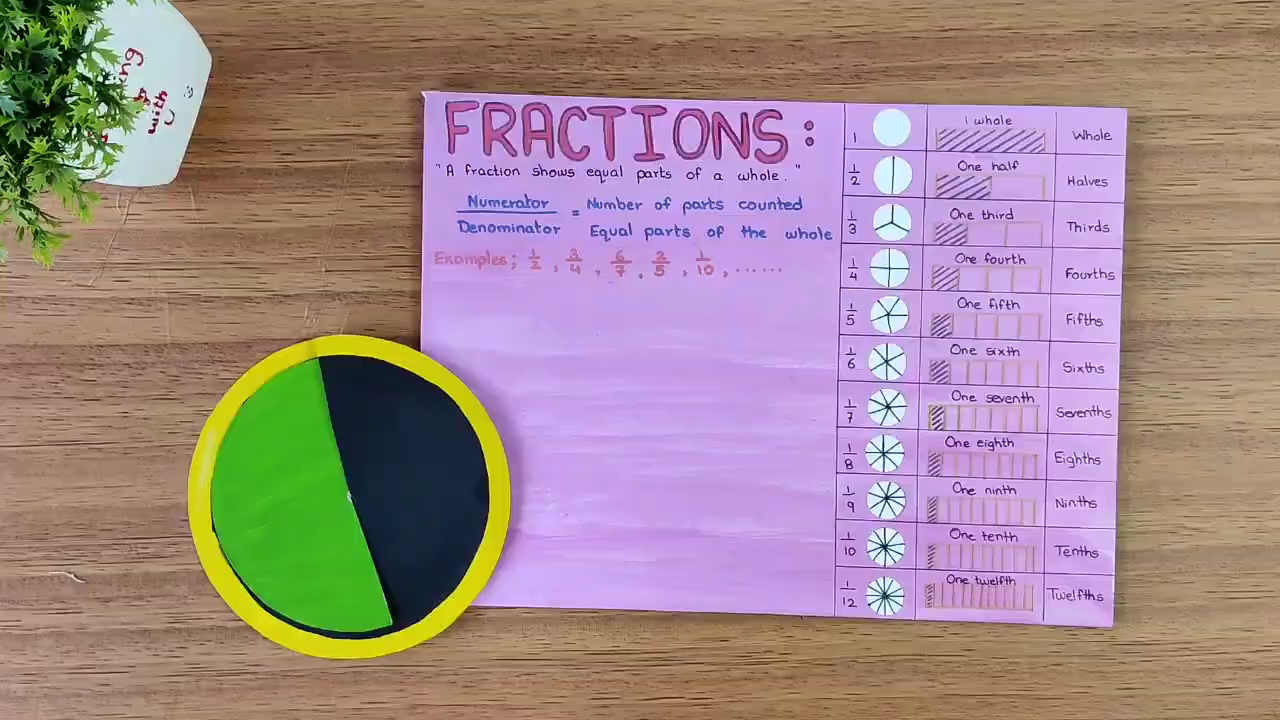 with
FRACTIONS:
"A fraction shows equal parts of a whole."
Numerator = Number of parts counted
Denominator Equal parts of the whole
Examples; 1/2, 3/4, 6/7, 2/5, 1/10, ......
1 1 whole Whole
1/2 One half Halves
1/3 One third Thirds
1/4 One fourth Fourths
1/5 One fifth Fifths
1/6 One sixth Sixths
1/7 One seventh Sevenths
1/8 One eighth Eighths
1/9 One ninth Ninths
1/10 One tenth Tenths
1/12 One twelfth Twelfths